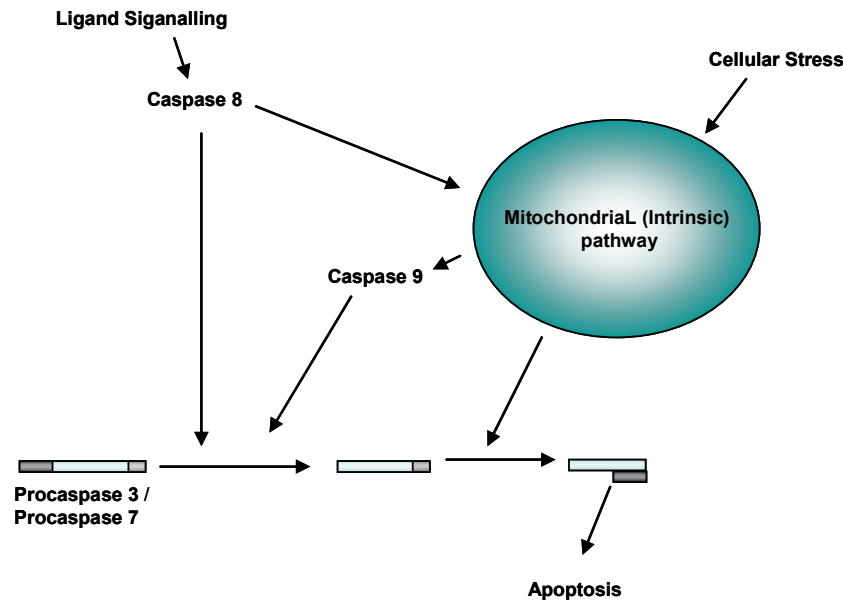 Ligand Siganalling
Cellular Stress
Caspase 8
MitochondriaL (Intrinsic)
pathway
Caspase 9
Procaspase 3 /
Procaspase 7
Apoptosis